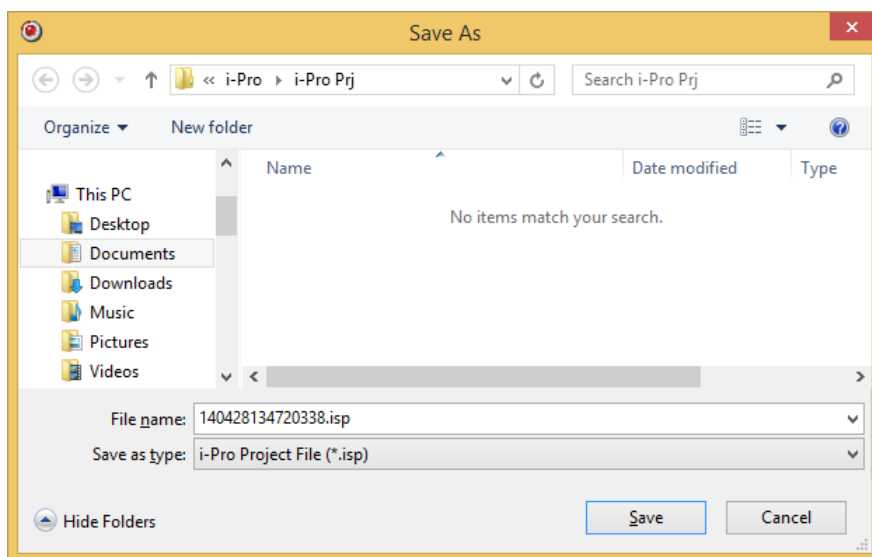 Save As
« i-Pro i-Pro Prj Search i-Pro Prj
Organize New folder
Name Date modified Type
This PC
No items match your search.
Desktop
Documents
Downloads
Music
Pictures
Videos
File name: 140428134720338.isp
Save as type: i-Pro Project File (*.isp)
Hide Folders Save Cancel